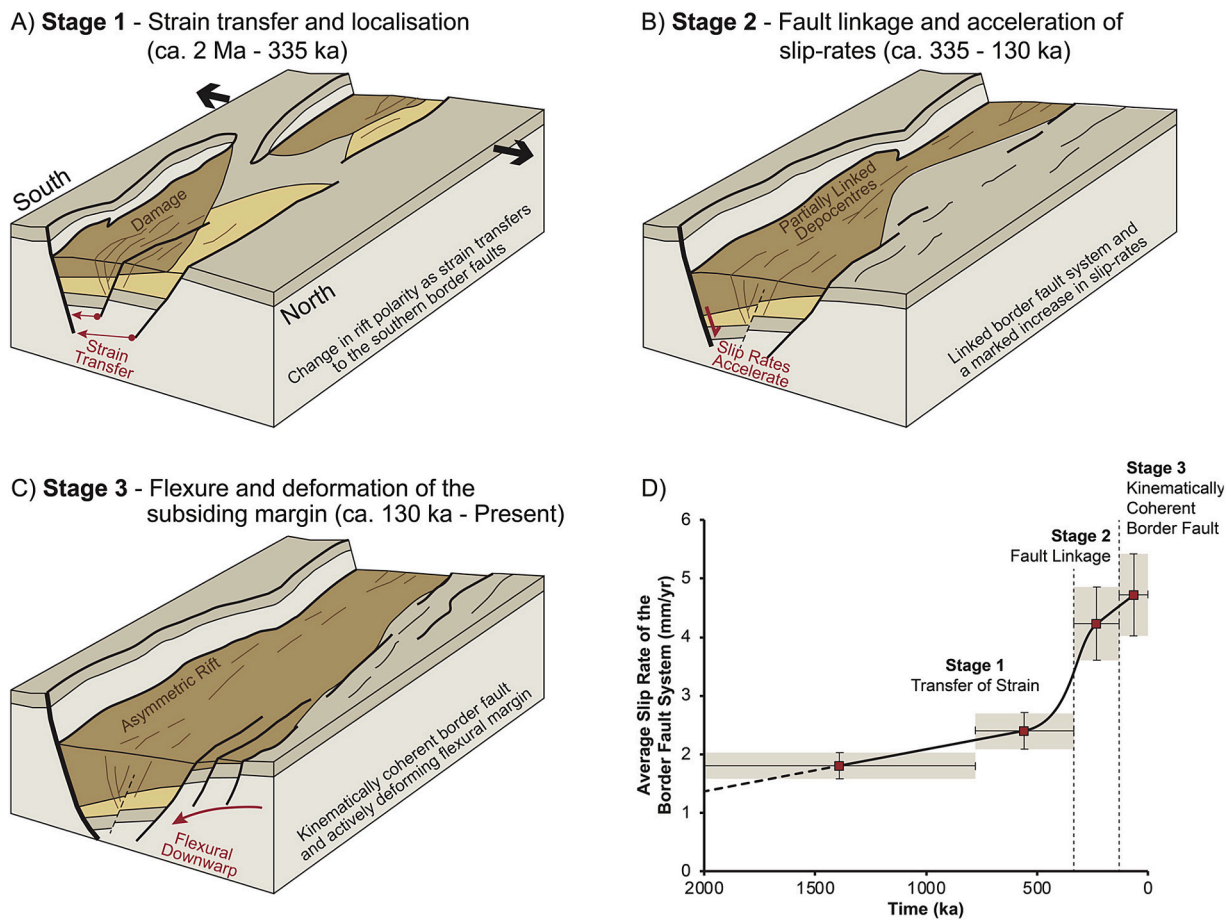 A) Stage 1 - Strain transfer and localisation
(ca. 2 Ma - 335 ka)
South
Damage
North
Strain
Transfer
Change in rift polarity as strain transfers
to the southern border faults
B) Stage 2 - Fault linkage and acceleration of
slip-rates (ca. 335 - 130 ka)
Partially Linked
Depocentres
Slip Rates
Accelerate
Linked border fault system and
a marked increase in slip-rates
C) Stage 3 - Flexure and deformation of the
subsiding margin (ca. 130 ka - Present)
Asymmetric Rift
Flexural
Downwarp
Kinematically coherent border fault
and actively deforming flexural margin
D)
Stage 3
Kinematically
Coherent
Border Fault
Stage 2
Fault Linkage
Stage 1
Transfer of Strain
Average Slip Rate of the
Border Fault System (mm/yr)
6
5
4
3
2
1
0
2000
1500
1000
500
0
Time (ka)